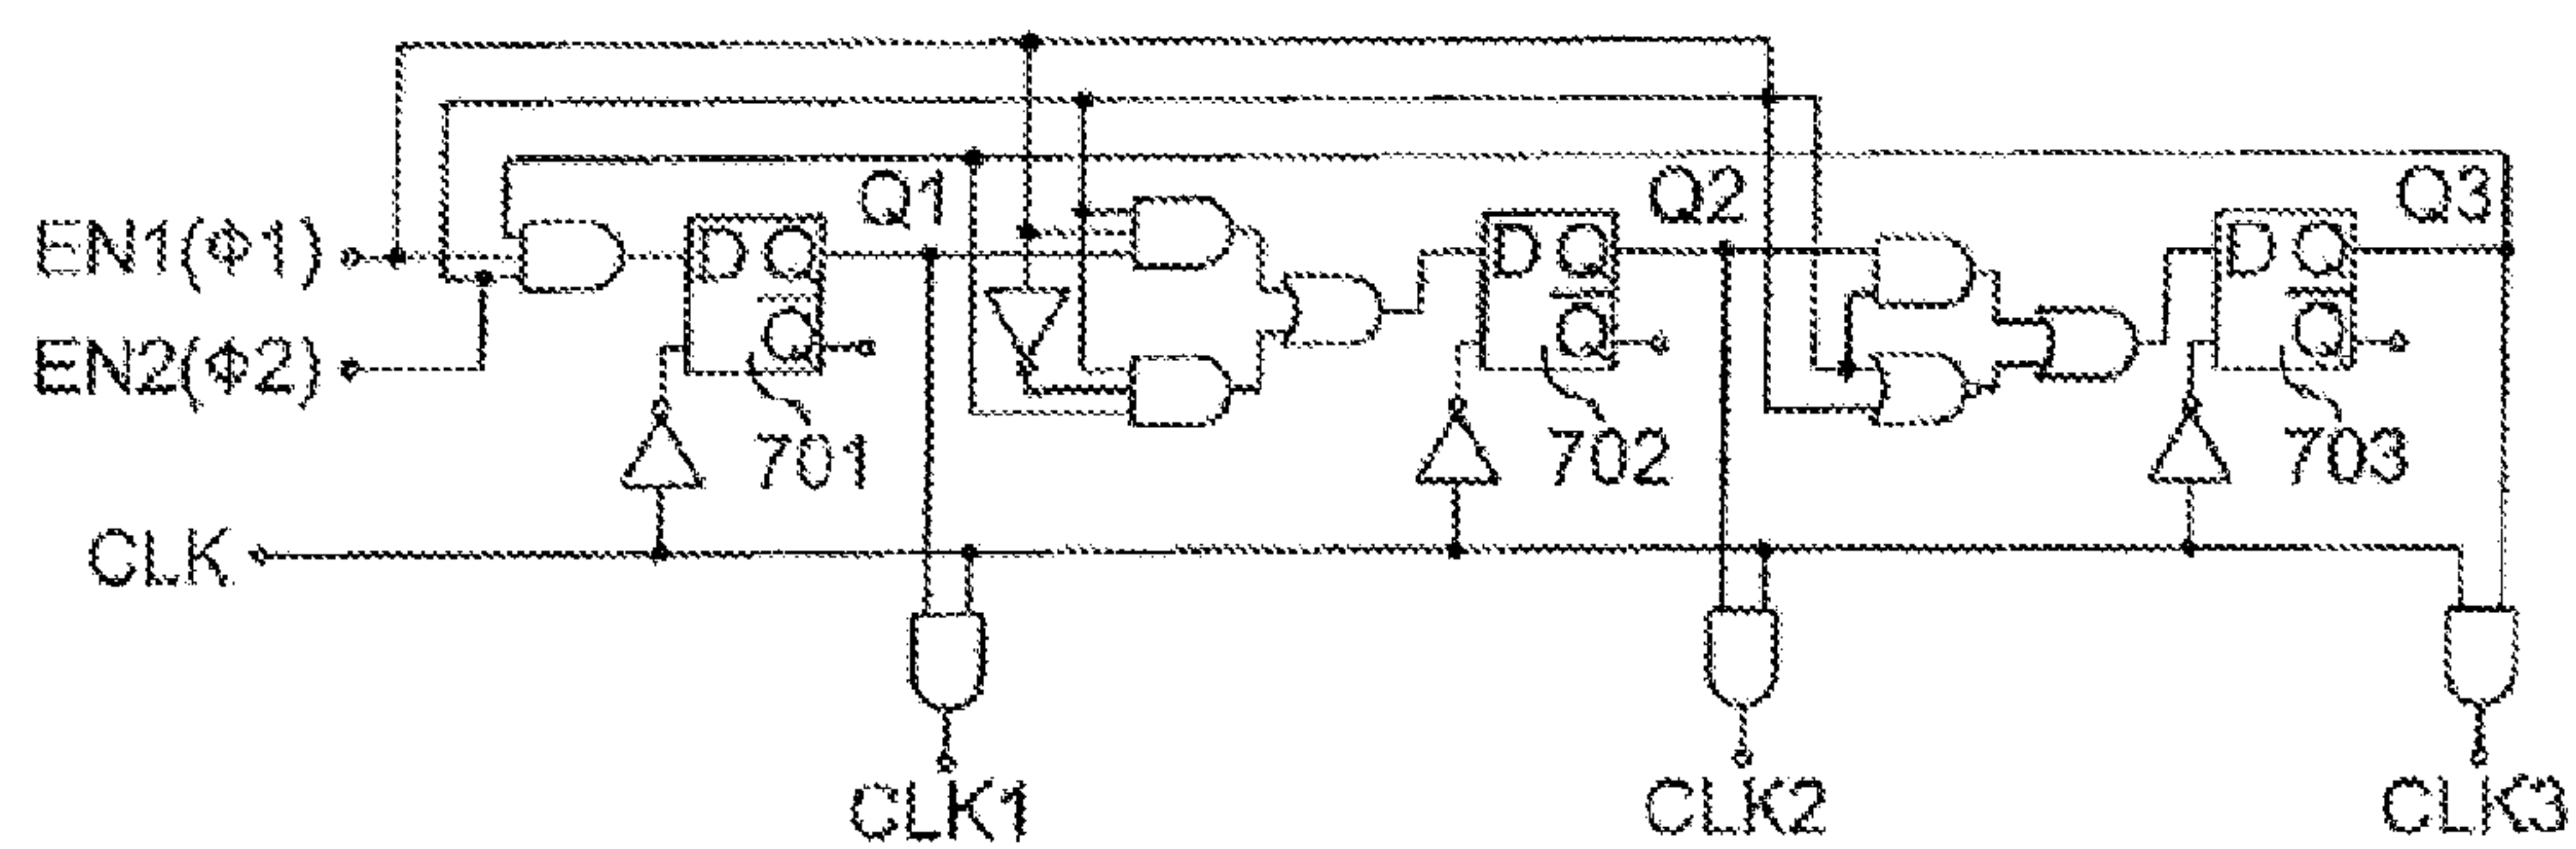 Q1
Q2
Q3
EN1(Φ1)
D Q
D Q
D Q
Q̅
Q̅
Q̅
EN2(Φ2)
701
702
703
CLK
CLK1
CLK2
CLK3